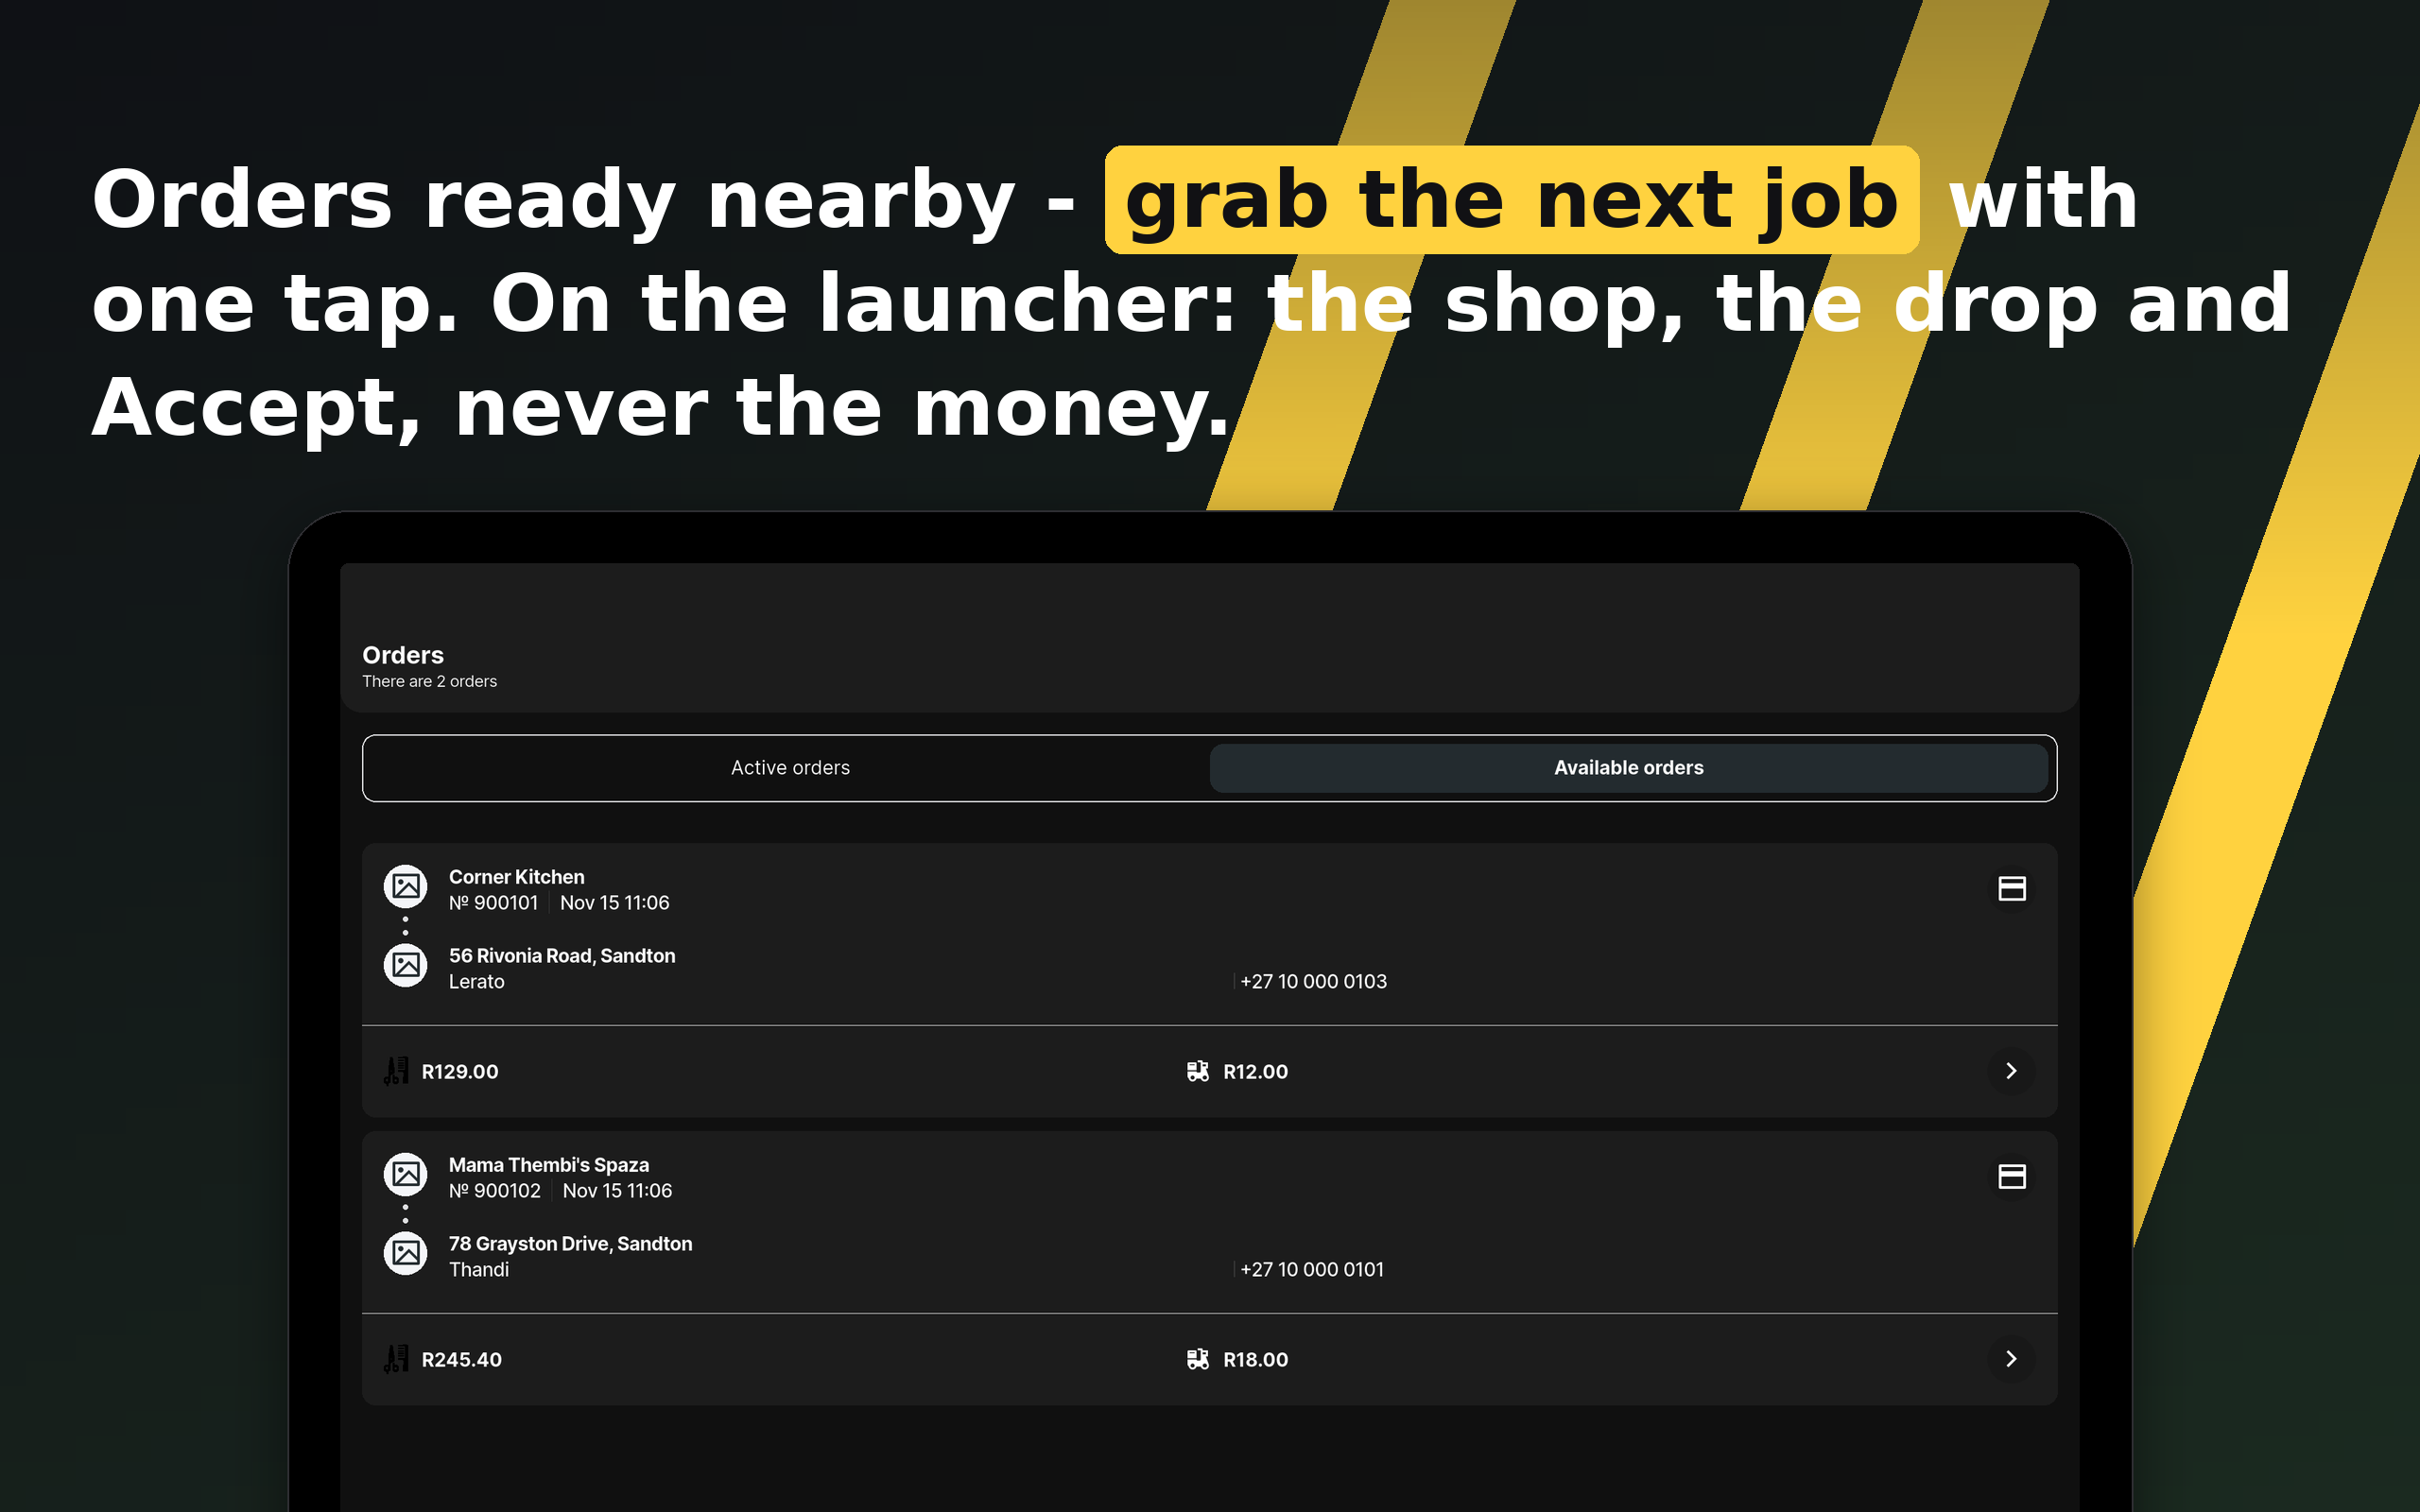 Orders ready nearby - grab the next job with
one tap. On the launcher: the shop, the drop and
Accept, never the money.
Orders
There are 2 orders
Active orders
Available orders
Corner Kitchen
№ 900101 Nov 15 11:06
56 Rivonia Road, Sandton
Lerato +27 10 000 0103
R129.00 R12.00
Mama Thembi's Spaza
№ 900102 Nov 15 11:06
78 Grayston Drive, Sandton
Thandi +27 10 000 0101
R245.40 R18.00